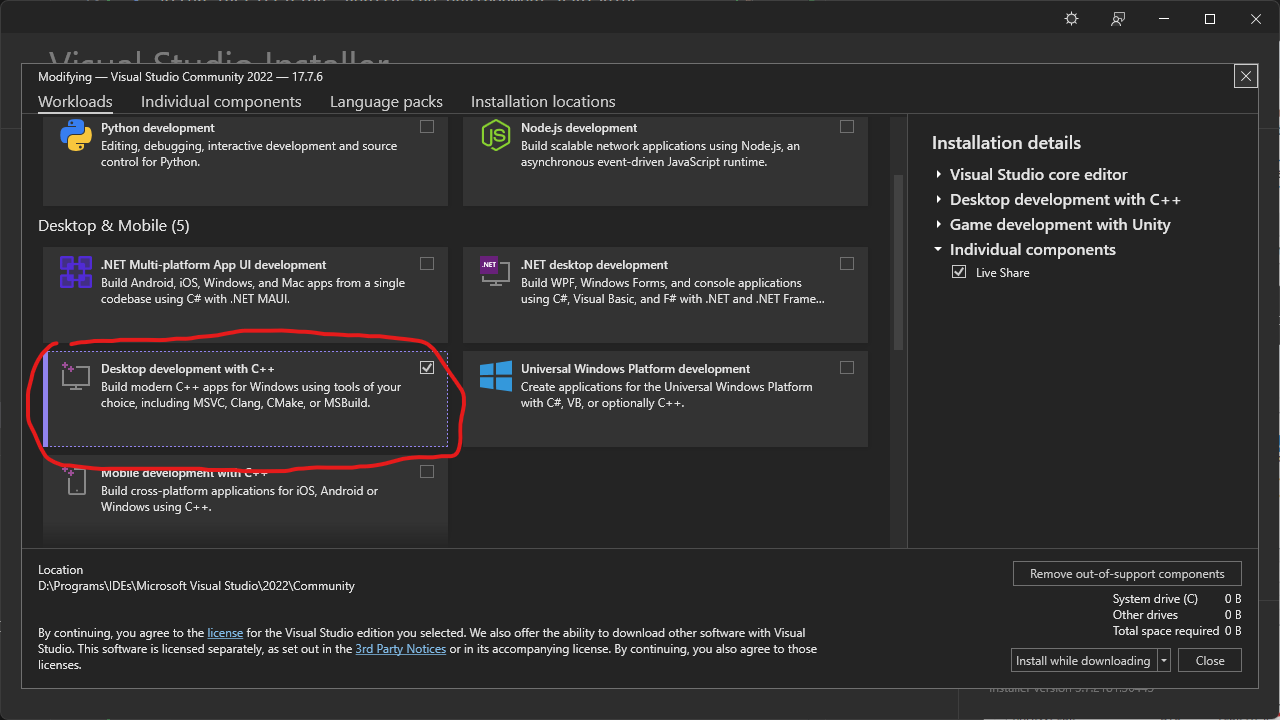 Visual Studio Installer
Modifying — Visual Studio Community 2022 — 17.7.6
Workloads
Individual components
Language packs
Installation locations
Python development
Editing, debugging, interactive development and source
control for Python.
Node.js development
Build scalable network applications using Node.js, an
asynchronous event-driven JavaScript runtime.
Desktop & Mobile (5)
.NET Multi-platform App UI development
Build Android, iOS, Windows, and Mac apps from a single
codebase using C# with .NET MAUI.
.NET
.NET desktop development
Build WPF, Windows Forms, and console applications
using C#, Visual Basic, and F# with .NET and .NET Frame...
Desktop development with C++
Build modern C++ apps for Windows using tools of your
choice, including MSVC, Clang, CMake, or MSBuild.
Universal Windows Platform development
Create applications for the Universal Windows Platform
with C#, VB, or optionally C++.
Mobile development with C++
Build cross-platform applications for iOS, Android or
Windows using C++.
Installation details
Visual Studio core editor
Desktop development with C++
Game development with Unity
Individual components
Live Share
Location
D:\Programs\IDEs\Microsoft Visual Studio\2022\Community
By continuing, you agree to the license for the Visual Studio edition you selected. We also offer the ability to download other software with Visual
Studio. This software is licensed separately, as set out in the 3rd Party Notices or in its accompanying license. By continuing, you also agree to those
licenses.
Remove out-of-support components
System drive (C) 0 B
Other drives 0 B
Total space required 0 B
Install while downloading
Close